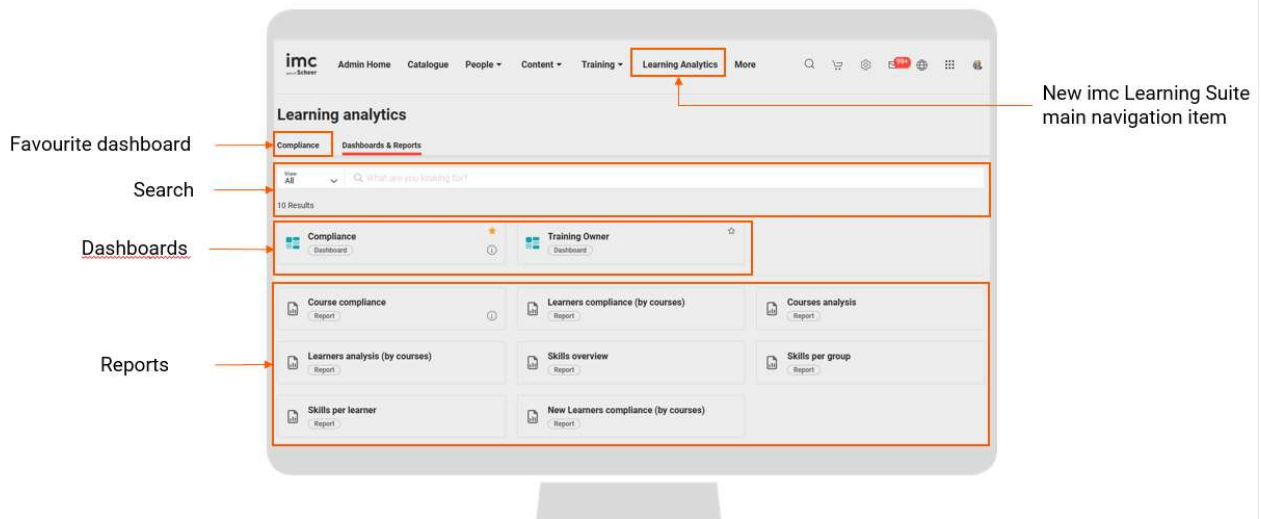 imc
Scheer
Admin Home Catalogue People Content Training Learning Analytics More
99+
New imc Learning Suite
main navigation item
Learning analytics
Favourite dashboard
Compliance Dashboards & Reports
Search
View
All
What are you looking for?
10 Results
Dashboards
Compliance
Dashboard
Training Owner
Dashboard
Course compliance
Report
Learners compliance (by courses)
Report
Courses analysis
Report
Reports
Learners analysis (by courses)
Report
Skills overview
Report
Skills per group
Report
Skills per learner
Report
New Learners compliance (by courses)
Report